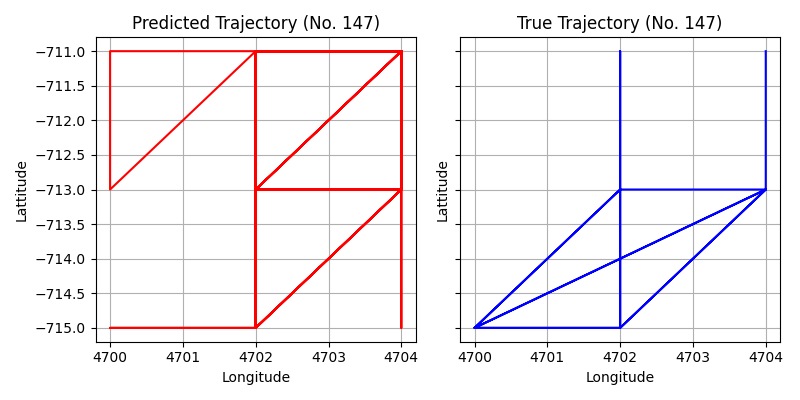 Predicted Trajectory (No. 147)
True Trajectory (No. 147)
−711.0
−711.5
−712.0
−712.5
−713.0
−713.5
−714.0
−714.5
−715.0
Lattitude
Lattitude
4700 4701 4702 4703 4704
4700 4701 4702 4703 4704
Longitude
Longitude